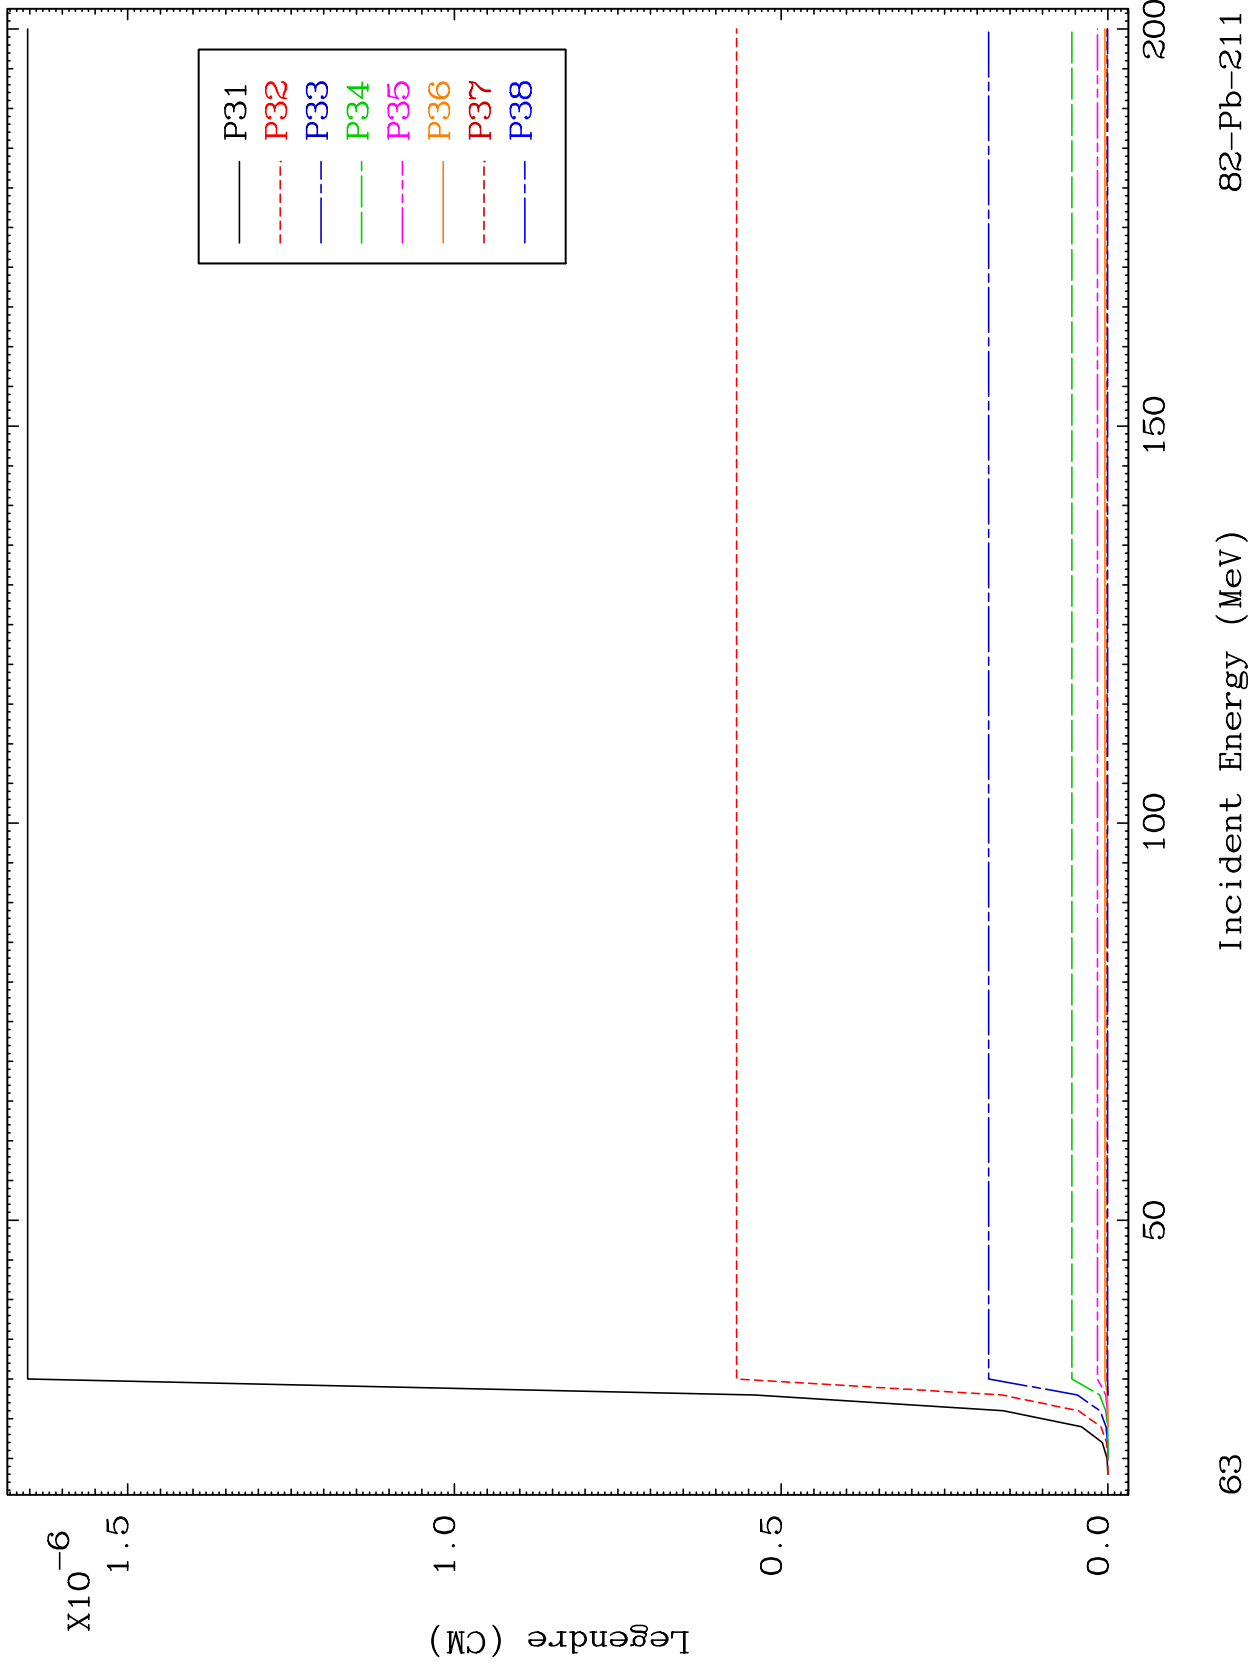 X10-6
1.5
1.0
0.5
0.0
Legendre (CM)
P31
P32
P33
P34
P35
P36
P37
P38
50
100
150
200
63
Incident Energy (MeV)
82-Pb-211